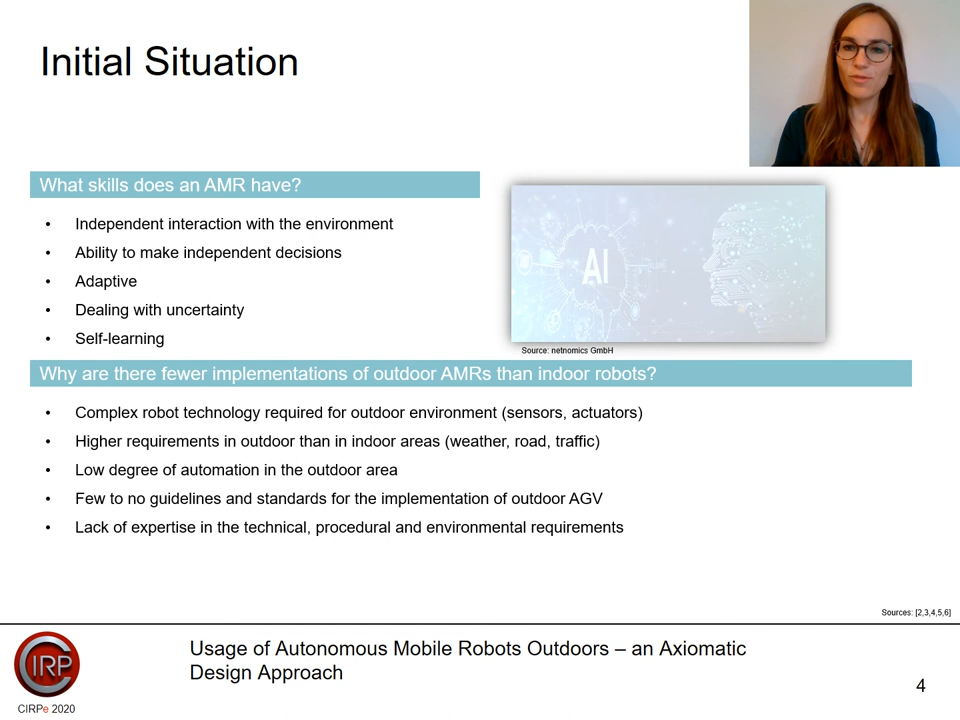 Initial Situation
What skills does an AMR have?
• Independent interaction with the environment
• Ability to make independent decisions
• Adaptive
• Dealing with uncertainty
• Self-learning
AI
Source: netnomics GmbH
Why are there fewer implementations of outdoor AMRs than indoor robots?
• Complex robot technology required for outdoor environment (sensors, actuators)
• Higher requirements in outdoor than in indoor areas (weather, road, traffic)
• Low degree of automation in the outdoor area
• Few to no guidelines and standards for the implementation of outdoor AGV
• Lack of expertise in the technical, procedural and environmental requirements
Sources: [2,3,4,5,6]
CIRP
CIRPe 2020
Usage of Autonomous Mobile Robots Outdoors – an Axiomatic
Design Approach
4